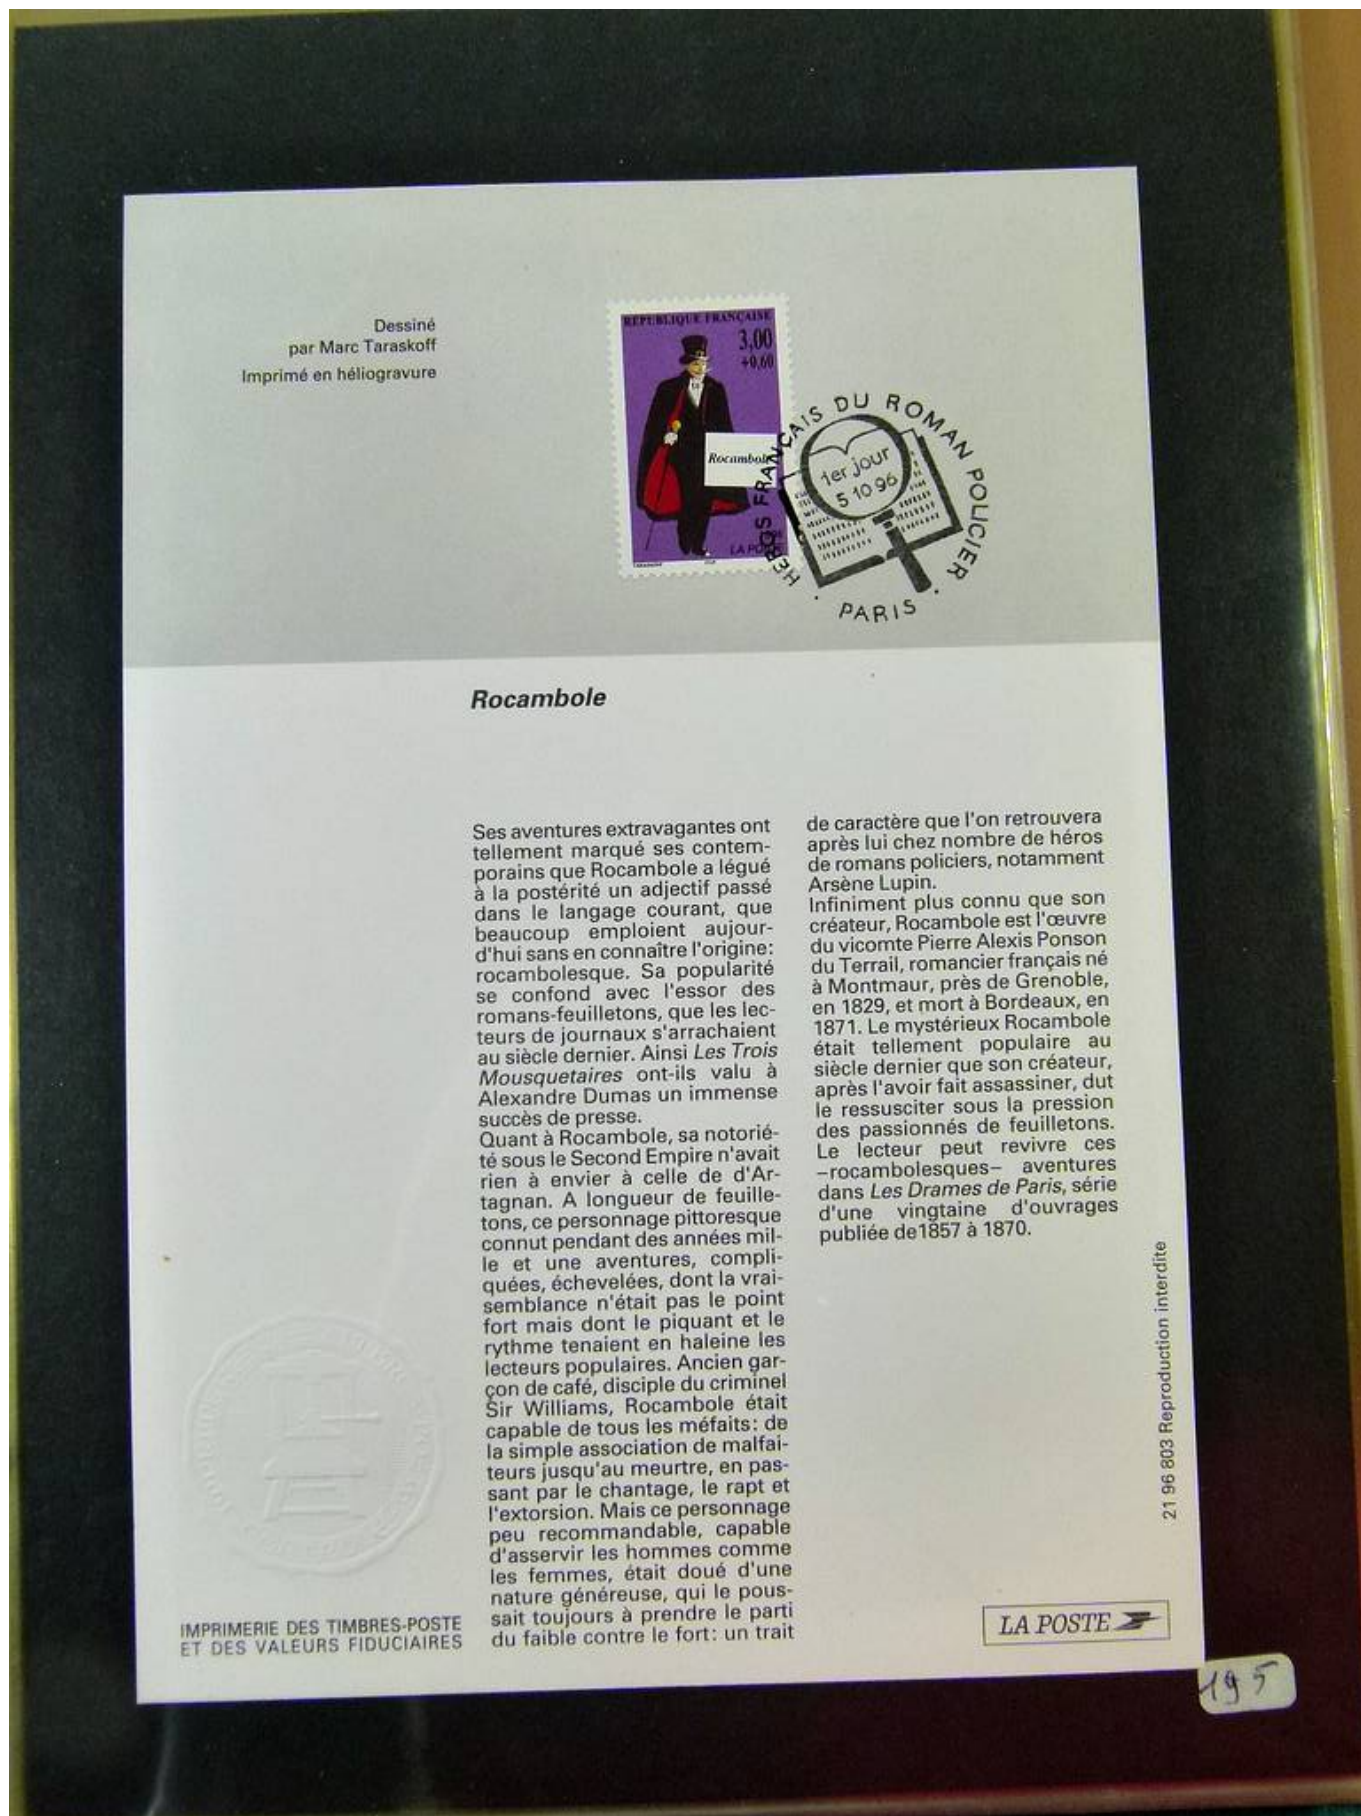 Dessiné
par Marc Taraskoff
Imprimé en héliogravure
REPUBLIQUE FRANÇAISE
3,00
+0,60
Rocambole
LA POSTE
HEROS FRANÇAIS DU ROMAN POLICIER
1er jour
5 10 96
· PARIS ·
Rocambole
Ses aventures extravagantes ont
tellement marqué ses contem-
porains que Rocambole a légué
à la postérité un adjectif passé
dans le langage courant, que
beaucoup emploient aujour-
d'hui sans en connaître l'origine:
rocambolesque. Sa popularité
se confond avec l'essor des
romans-feuilletons, que les lec-
teurs de journaux s'arrachaient
au siècle dernier. Ainsi Les Trois
Mousquetaires ont-ils valu à
Alexandre Dumas un immense
succès de presse.
Quant à Rocambole, sa notorié-
té sous le Second Empire n'avait
rien à envier à celle de d'Ar-
tagnan. A longueur de feuille-
tons, ce personnage pittoresque
connut pendant des années mil-
le et une aventures, compli-
quées, échevelées, dont la vrai-
semblance n'était pas le point
fort mais dont le piquant et le
rythme tenaient en haleine les
lecteurs populaires. Ancien gar-
çon de café, disciple du criminel
Sir Williams, Rocambole était
capable de tous les méfaits: de
la simple association de malfai-
teurs jusqu'au meurtre, en pas-
sant par le chantage, le rapt et
l'extorsion. Mais ce personnage
peu recommandable, capable
d'asservir les hommes comme
les femmes, était doué d'une
nature généreuse, qui le pous-
sait toujours à prendre le parti
du faible contre le fort: un trait
de caractère que l'on retrouvera
après lui chez nombre de héros
de romans policiers, notamment
Arsène Lupin.
Infiniment plus connu que son
créateur, Rocambole est l'œuvre
du vicomte Pierre Alexis Ponson
du Terrail, romancier français né
à Montmaur, près de Grenoble,
en 1829, et mort à Bordeaux, en
1871. Le mystérieux Rocambole
était tellement populaire au
siècle dernier que son créateur,
après l'avoir fait assassiner, dut
le ressusciter sous la pression
des passionnés de feuilletons.
Le lecteur peut revivre ces
–rocambolesques– aventures
dans Les Drames de Paris, série
d'une vingtaine d'ouvrages
publiée de1857 à 1870.
21 96 803 Reproduction interdite
IMPRIMERIE DES TIMBRES-POSTE
ET DES VALEURS FIDUCIAIRES
LA POSTE
195